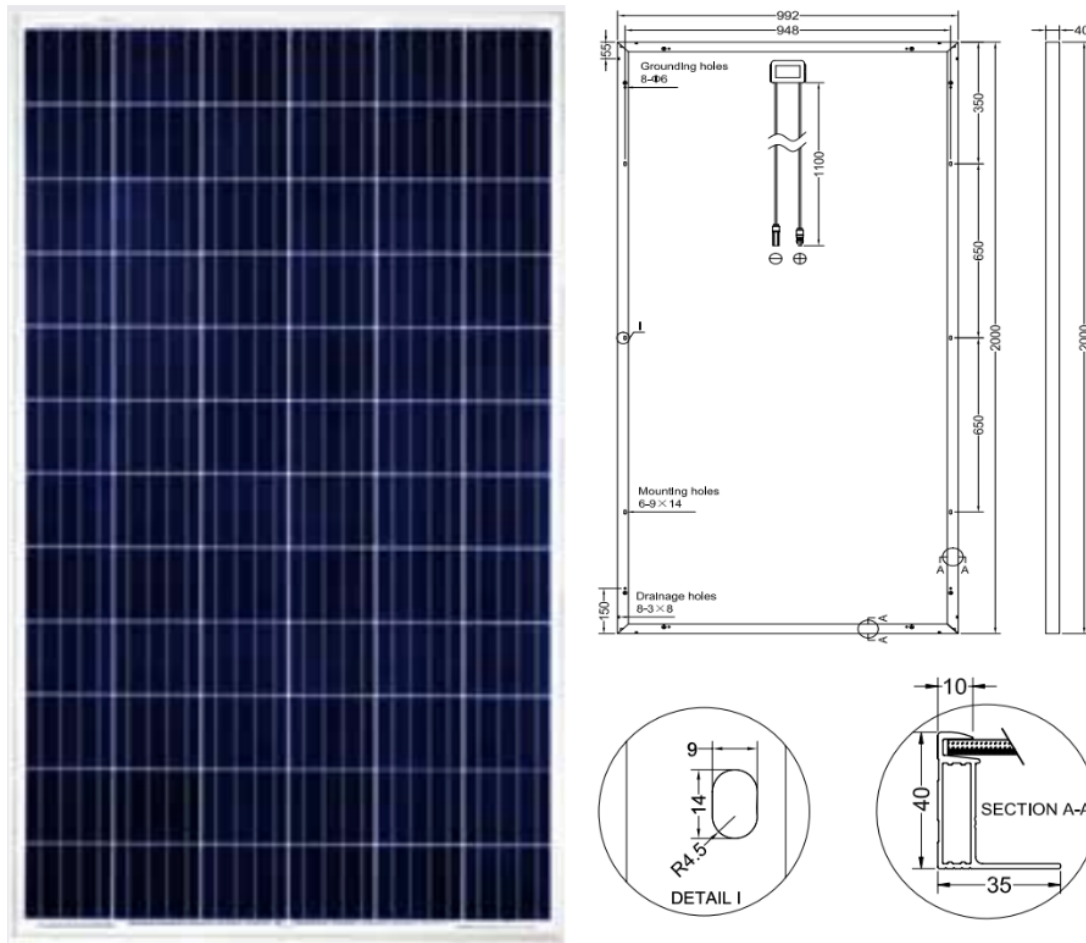 992
948
40
55
Grounding holes
8-Φ6
350
1100
650
I
2000
2000
650
Mounting holes
6-9×14
A A
Drainage holes
8-3×8
150
A
A
10
9
14
R4.5
DETAIL I
40
SECTION A-A
35